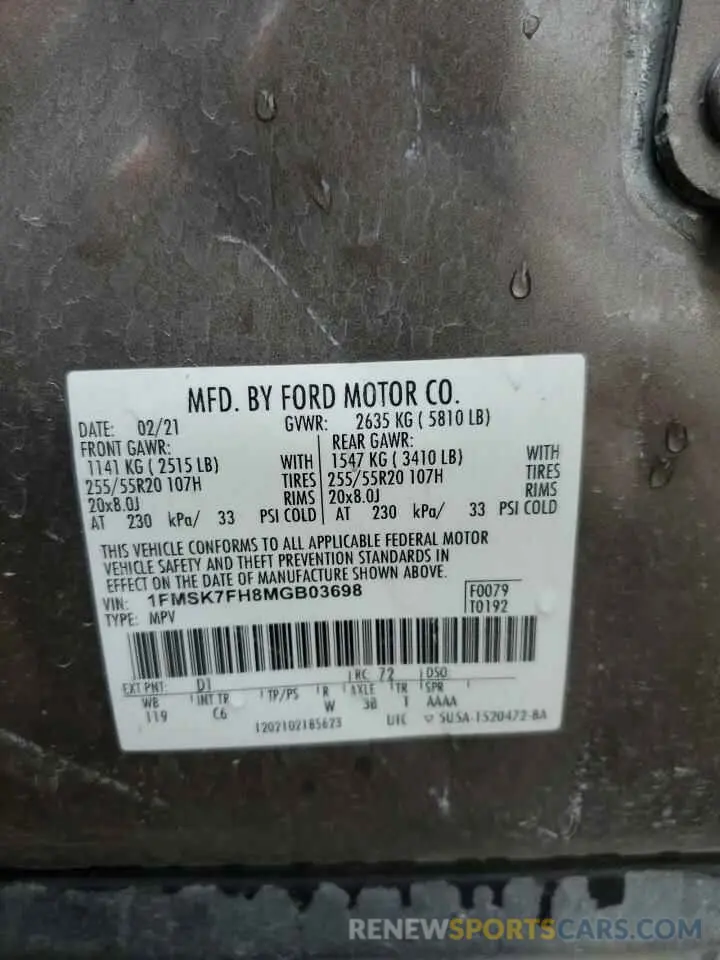 MFD. BY FORD MOTOR CO.
DATE: 02/21 GVWR: 2635 KG ( 5810 LB)
FRONT GAWR: REAR GAWR:
1141 KG ( 2515 LB) WITH 1547 KG ( 3410 LB) WITH
255/55R20 107H TIRES 255/55R20 107H TIRES
20x8.0J RIMS 20x8.0J RIMS
AT 230 kPa/ 33 PSI COLD AT 230 kPa/ 33 PSI COLD
THIS VEHICLE CONFORMS TO ALL APPLICABLE FEDERAL MOTOR
VEHICLE SAFETY AND THEFT PREVENTION STANDARDS IN
EFFECT ON THE DATE OF MANUFACTURE SHOWN ABOVE.
VIN: 1FMSK7FH8MGB03698 F0079
TYPE: MPV T0192
EXT PNT: D1 RC: 72 DSO:
WB INT TR TP/PS R AXLE TR SPR
119 C6 W 3B 1 AAAA
1202102185623 UTC SU5A-1520472-BA
RENEWSPORTSCARS.COM